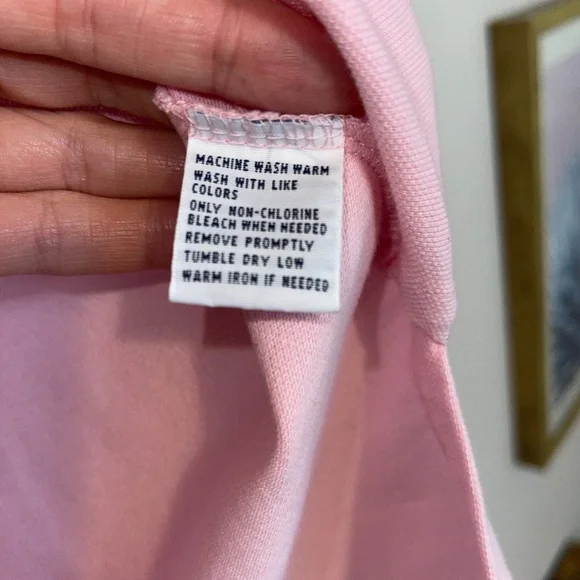 MACHINE WASH WARM
WASH WITH LIKE
COLORS
ONLY NON-CHLORINE
BLEACH WHEN NEEDED
REMOVE PROMPTLY
TUMBLE DRY LOW
WARM IRON IF NEEDED